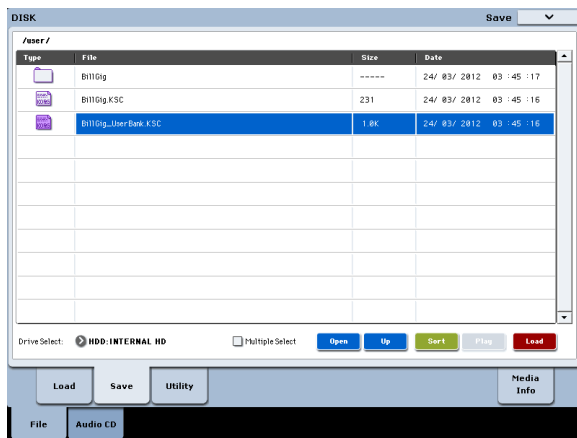 DISK Save
/user/
Type File Size Date
BillGig ----- 24/ 03/ 2012 03 :45 :17
BillGig.KSC 231 24/ 03/ 2012 03 :45 :16
BillGig_UserBank.KSC 1.0K 24/ 03/ 2012 03 :45 :16
Drive Select: HDD:INTERNAL HD Multiple Select Open Up Sort Play Load
Load Save Utility Media Info
File Audio CD